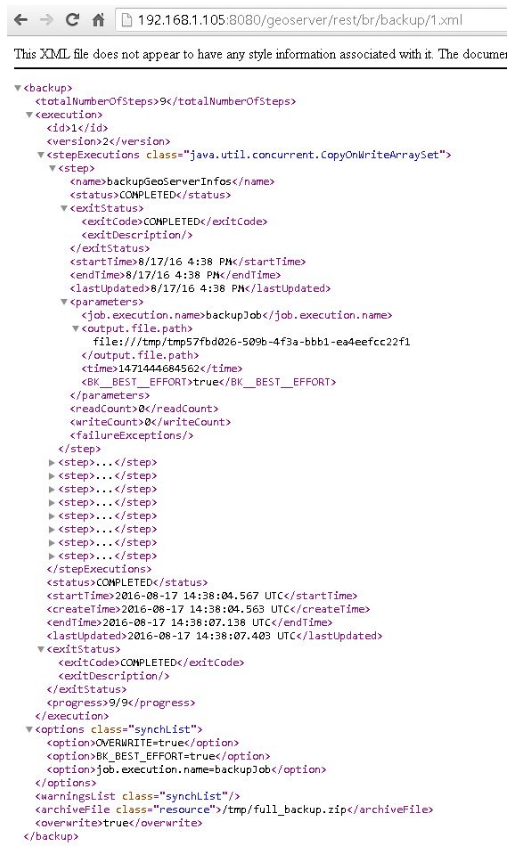 192.168.1.105:8080/geoserver/rest/br/backup/1.xml
This XML file does not appear to have any style information associated with it. The docume
<backup>
<totalNumberOfSteps>9</totalNumberOfSteps>
<execution>
<id>1</id>
<version>2</version>
<stepExecutions class="java.util.concurrent.CopyOnWriteArraySet">
<step>
<name>backupGeoServerInfos</name>
<status>COMPLETED</status>
<exitStatus>
<exitCode>COMPLETED</exitCode>
<exitDescription/>
</exitStatus>
<startTime>8/17/16 4:38 PM</startTime>
<endTime>8/17/16 4:38 PM</endTime>
<lastUpdated>8/17/16 4:38 PM</lastUpdated>
<parameters>
<job.execution.name>backupJob</job.execution.name>
<output.file.path>
file:///tmp/tmp57fbd026-509b-4f3a-bbb1-ea4eefcc22f1
</output.file.path>
<time>1471444684562</time>
<BK__BEST__EFFORT>true</BK__BEST__EFFORT>
</parameters>
<readCount>0</readCount>
<writeCount>0</writeCount>
<failureExceptions/>
</step>
<step>...</step>
<step>...</step>
<step>...</step>
<step>...</step>
<step>...</step>
<step>...</step>
<step>...</step>
<step>...</step>
</stepExecutions>
<status>COMPLETED</status>
<startTime>2016-08-17 14:38:04.567 UTC</startTime>
<createTime>2016-08-17 14:38:04.563 UTC</createTime>
<endTime>2016-08-17 14:38:07.138 UTC</endTime>
<lastUpdated>2016-08-17 14:38:07.403 UTC</lastUpdated>
<exitStatus>
<exitCode>COMPLETED</exitCode>
<exitDescription/>
</exitStatus>
<progress>9/9</progress>
</execution>
<options class="synchList">
<option>OVERWRITE=true</option>
<option>BK_BEST_EFFORT=true</option>
<option>job.execution.name=backupJob</option>
</options>
<warningsList class="synchList"/>
<archiveFile class="resource">/tmp/full_backup.zip</archiveFile>
<overwrite>true</overwrite>
</backup>